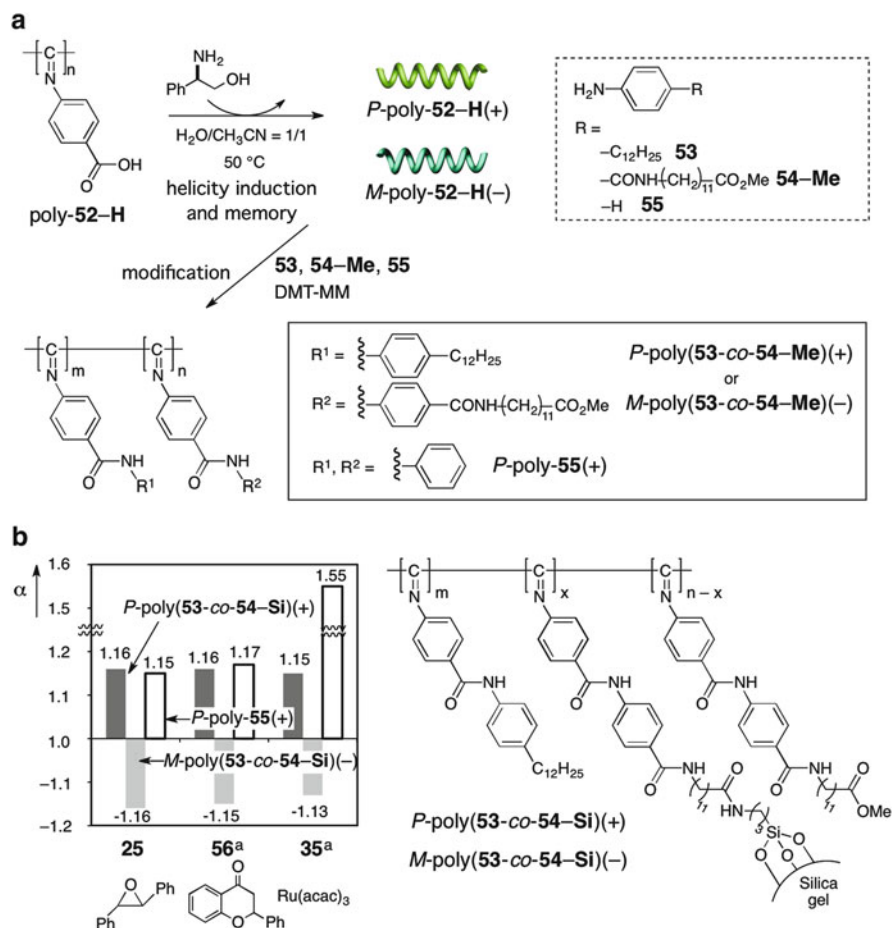 a
C
n
N
O
OH
poly-52–H
NH2
Ph
OH
H2O/CH3CN = 1/1
50 °C
helicity induction
and memory
P-poly-52–H(+)
M-poly-52–H(–)
H2N
R
R =
–C12H25 53
–CONH–(CH2)11–CO2Me 54–Me
–H 55
modification
53, 54–Me, 55
DMT-MM
C m C n
N N
O NH O NH
R1 R2
R1 = C12H25
R2 = CONH–(CH2)11–CO2Me
R1, R2 = P-poly-55(+)
P-poly(53-co-54–Me)(+)
or
M-poly(53-co-54–Me)(–)
b
α
1.6
1.5
1.2
1.1
1.0
–1.1
–1.2
P-poly(53-co-54–Si)(+)
1.16 1.15 1.16 1.17 1.15 1.55
P-poly-55(+)
M-poly(53-co-54–Si)(–)
-1.16 -1.15 -1.13
25 56a 35a
O
Ph Ph
O
O Ph
Ru(acac)3
C m C x C n – x
N N N
O NH O NH O NH
C12H25
O NH O NH
11 O 11 O
HN OMe
3
Si
O O O
Silica
gel
P-poly(53-co-54–Si)(+)
M-poly(53-co-54–Si)(–)